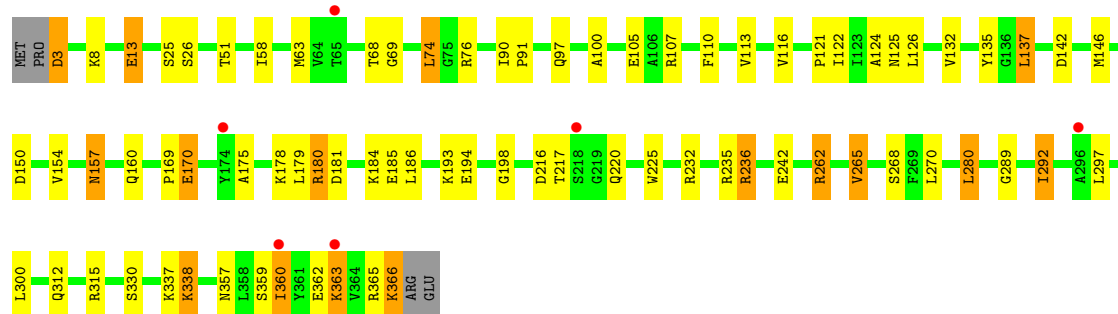 MET PRO D3 K8 E13 S25 S26 T51 I58 M63 V64 T65 T68 G69 L74 G75 R76 I90 P91 Q97 A100 E105 A106 R107 F110 V113 V116 P121 I122 I123 A124 N125 L126 V132 Y135 G136 L137 D142 M146
D150 V154 N157 Q160 P169 E170 Y174 A175 K178 L179 R180 D181 K184 E185 L186 K193 E194 G198 D216 T217 S218 G219 Q220 W225 R232 R235 R236 E242 R262 V265 S268 F269 L270 L280 G289 I292 A296 L297
L300 Q312 R315 S330 K337 K338 N357 L358 S359 I360 Y361 E362 K363 V364 R365 K366 ARG GLU